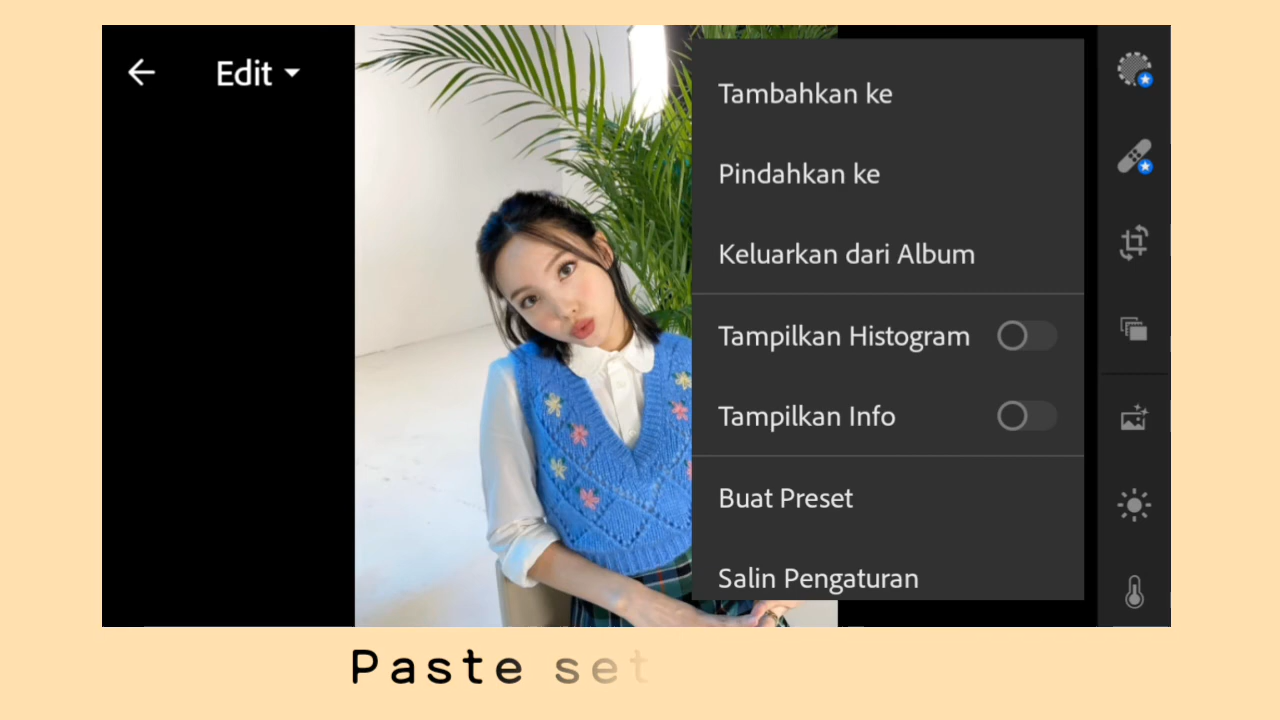 Edit
Tambahkan ke
Pindahkan ke
Keluarkan dari Album
Tampilkan Histogram
Tampilkan Info
Buat Preset
Salin Pengaturan
Paste set